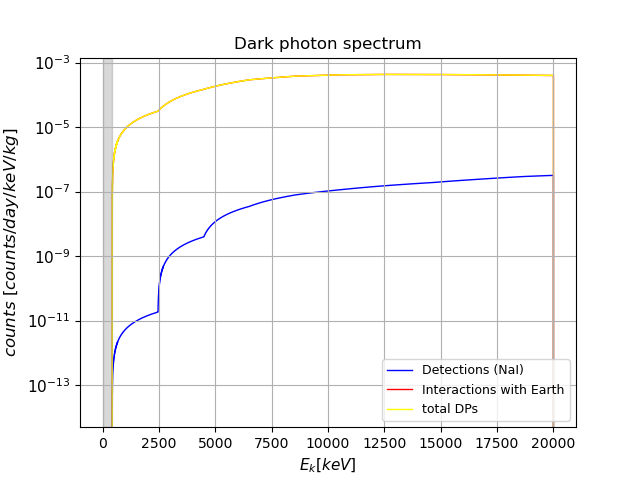 Dark photon spectrum
counts [counts/day/keV/kg]
10⁻³
10⁻⁵
10⁻⁷
10⁻⁹
10⁻¹¹
10⁻¹³
Detections (NaI)
Interactions with Earth
total DPs
0 2500 5000 7500 10000 12500 15000 17500 20000
Eₖ[keV]